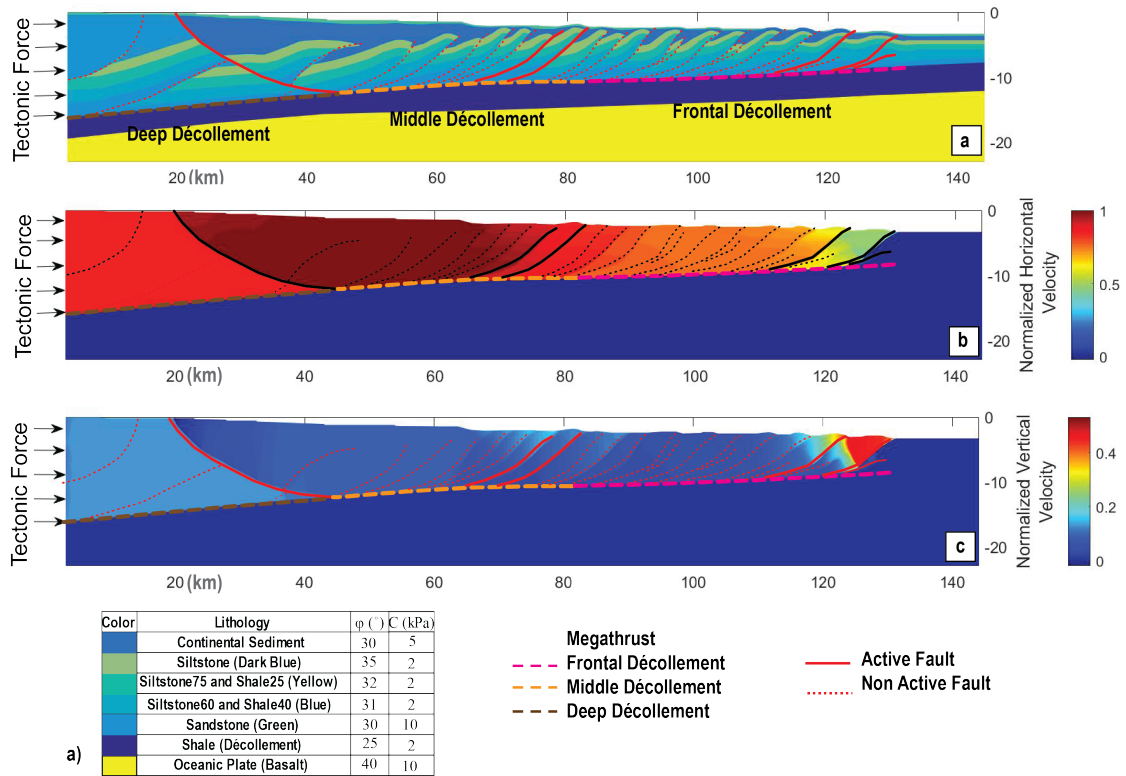 Tectonic Force
Deep Décollement
Middle Décollement
Frontal Décollement
a
0
-10
-20
20 (km) 40 60 80 100 120 140
Tectonic Force
b
0
-10
-20
20 (km) 40 60 80 100 120 140
Normalized Horizontal
Velocity
1
0.5
0
Tectonic Force
c
0
-10
-20
20 (km) 40 60 80 100 120 140
Normalized Vertical
Velocity
0.4
0.2
0
a)
Color Lithology φ (°) C (kPa)
Continental Sediment 30 5
Siltstone (Dark Blue) 35 2
Siltstone75 and Shale25 (Yellow) 32 2
Siltstone60 and Shale40 (Blue) 31 2
Sandstone (Green) 30 10
Shale (Décollement) 25 2
Oceanic Plate (Basalt) 40 10
Megathrust
Frontal Décollement
Middle Décollement
Deep Décollement
Active Fault
Non Active Fault